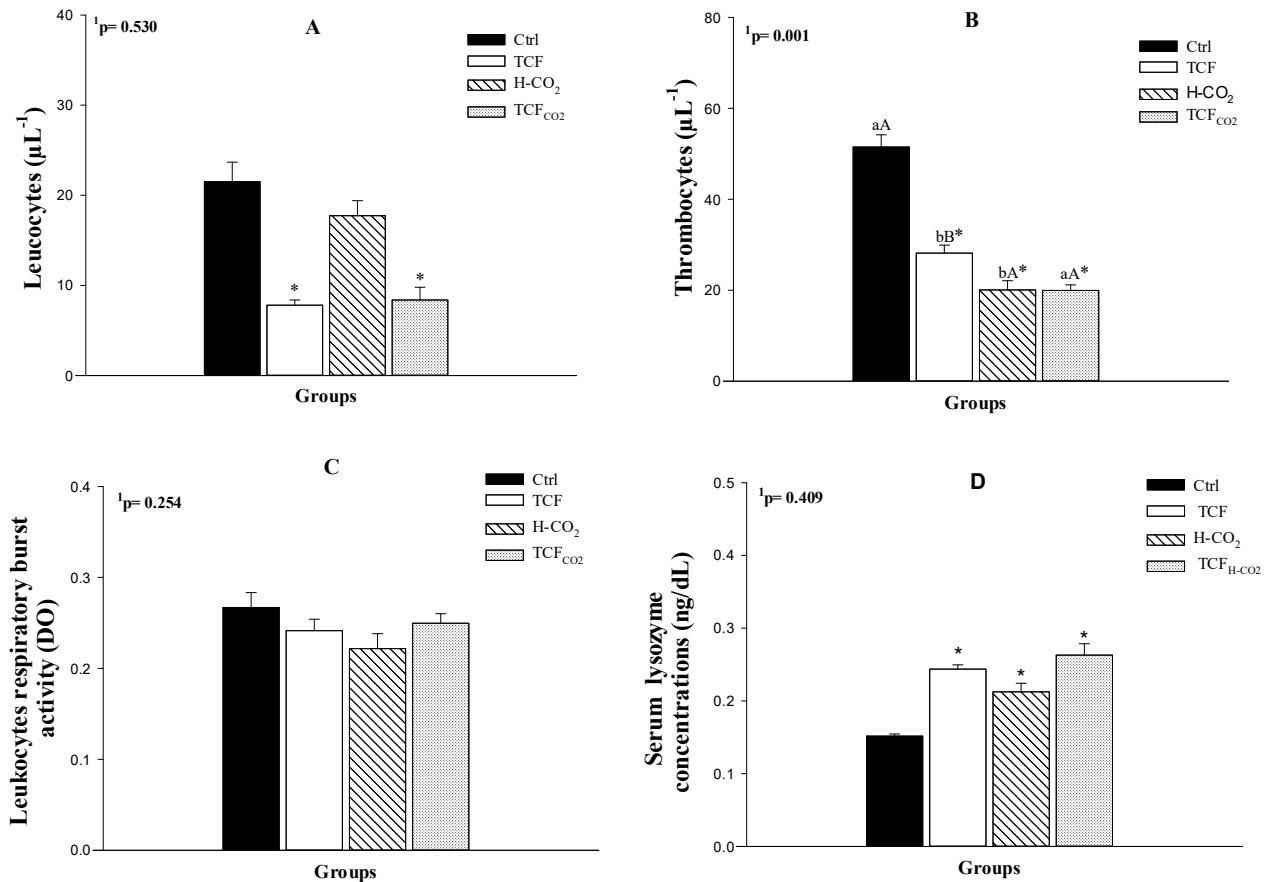 A
¹p= 0.530
Ctrl
TCF
H-CO₂
TCF_CO2
Leucocytes (µL⁻¹)
40
30
20
10
0
*
*
Groups
B
¹p= 0.001
Ctrl
TCF
H-CO₂
TCF_CO2
Thrombocytes (µL⁻¹)
80
60
40
20
0
aA
bB*
bA*
aA*
Groups
C
¹p= 0.254
Ctrl
TCF
H-CO₂
TCF_CO2
Leukocytes respiratory burst
activity (DO)
0.4
0.3
0.2
0.1
0.0
Groups
D
¹p= 0.409
Ctrl
TCF
H-CO₂
TCF_H-CO2
Serum lysozyme
concentrations (ng/dL)
0.5
0.4
0.3
0.2
0.1
0.0
*
*
*
Groups